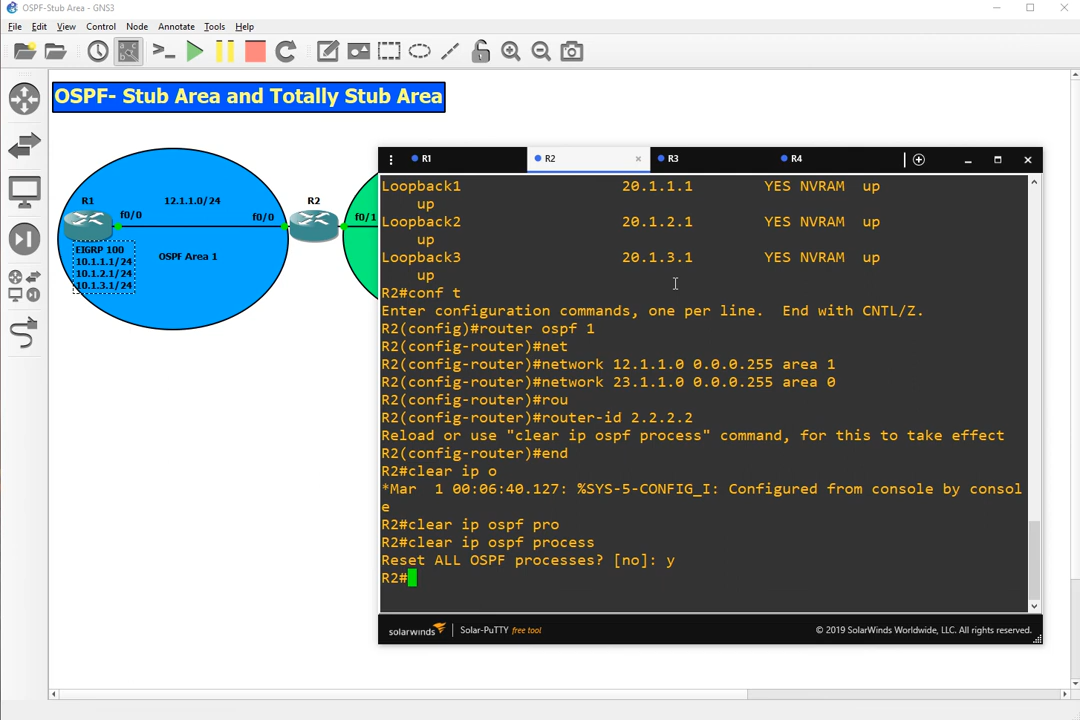 OSPF-Stub Area - GNS3
File Edit View Control Node Annotate Tools Help
OSPF- Stub Area and Totally Stub Area
R1
12.1.1.0/24
R2
f0/0
f0/0
f0/1
EIGRP 100
10.1.1.1/24
10.1.2.1/24
10.1.3.1/24
OSPF Area 1
R1 R2 × R3 R4
Loopback1 20.1.1.1 YES NVRAM up
up
Loopback2 20.1.2.1 YES NVRAM up
up
Loopback3 20.1.3.1 YES NVRAM up
up
R2#conf t
Enter configuration commands, one per line. End with CNTL/Z.
R2(config)#router ospf 1
R2(config-router)#net
R2(config-router)#network 12.1.1.0 0.0.0.255 area 1
R2(config-router)#network 23.1.1.0 0.0.0.255 area 0
R2(config-router)#rou
R2(config-router)#router-id 2.2.2.2
Reload or use "clear ip ospf process" command, for this to take effect
R2(config-router)#end
R2#clear ip o
*Mar 1 00:06:40.127: %SYS-5-CONFIG_I: Configured from console by consol
e
R2#clear ip ospf pro
R2#clear ip ospf process
Reset ALL OSPF processes? [no]: y
R2#
solarwinds Solar-PuTTY free tool © 2019 SolarWinds Worldwide, LLC. All rights reserved.